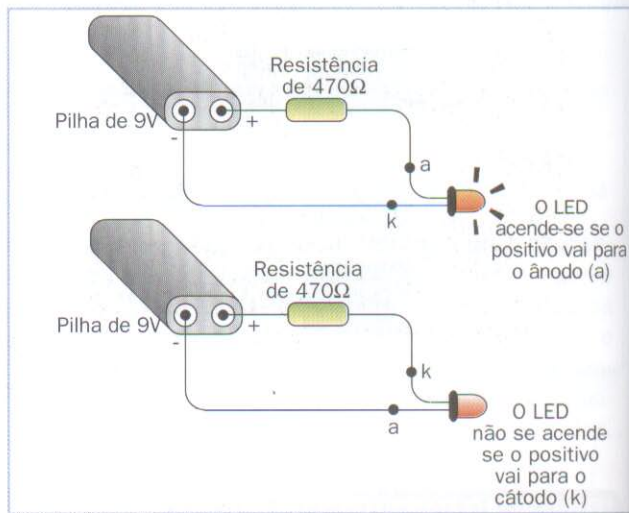 Resistência
de 470Ω
Pilha de 9V
-
+
a
k
O LED
acende-se se o
positivo vai para
o ânodo (a)
Resistência
de 470Ω
Pilha de 9V
-
+
k
a
O LED
não se acende
se o positivo
vai para o
cátodo (k)